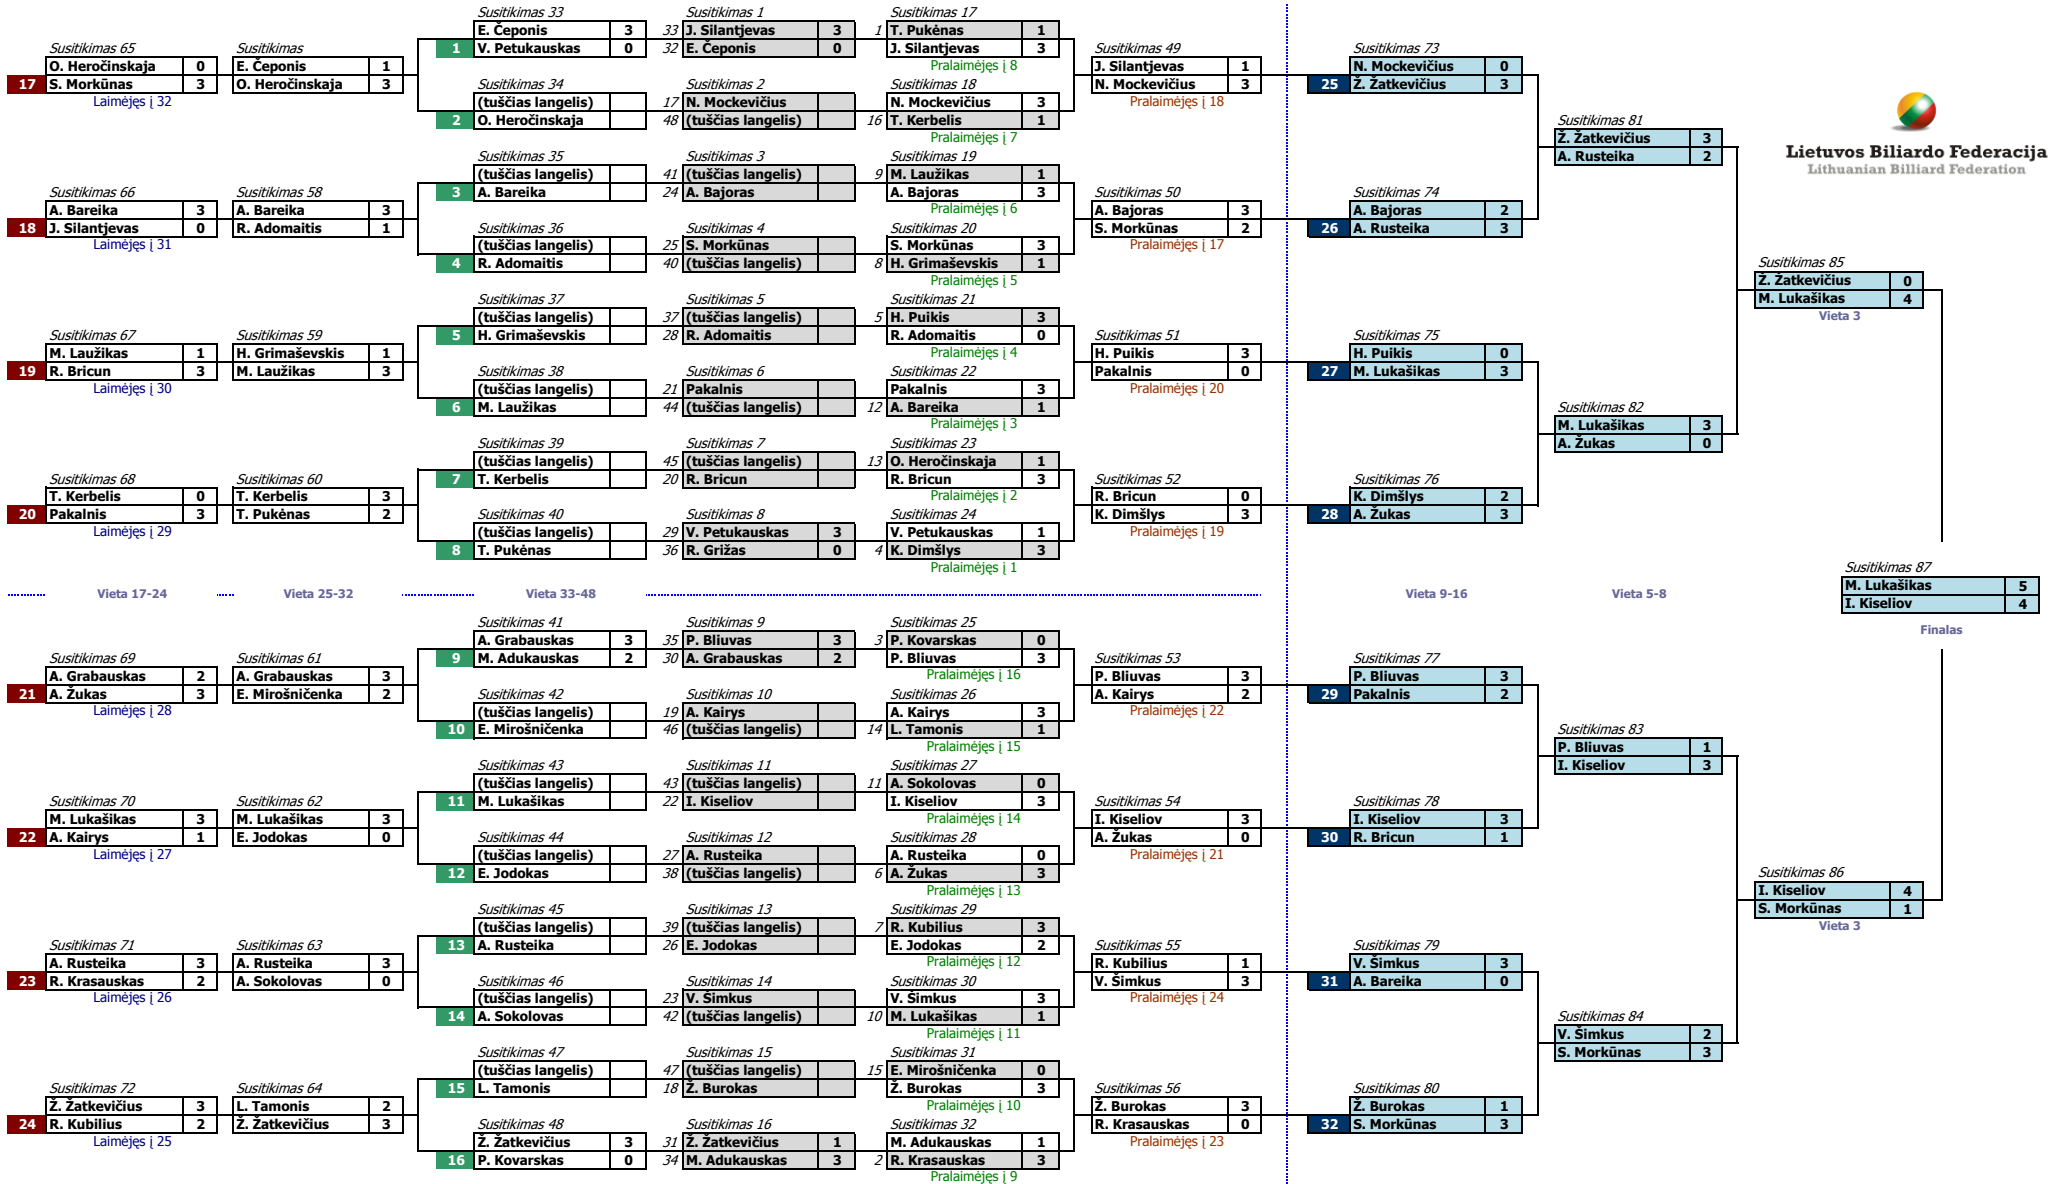 Susitikimas 65
O. Heročinskaja 0
17 S. Morkūnas 3
Laimėjęs į 32
Susitikimas 66
A. Bareika 3
18 J. Silantjevas 0
Laimėjęs į 31
Susitikimas 67
M. Laužikas 1
19 R. Bricun 3
Laimėjęs į 30
Susitikimas 68
T. Kerbelis 0
20 Pakalnis 3
Laimėjęs į 29
Vieta 17-24
Susitikimas 69
A. Grabauskas 2
21 A. Žukas 3
Laimėjęs į 28
Susitikimas 70
M. Lukašikas 3
22 A. Kairys 1
Laimėjęs į 27
Susitikimas 71
A. Rusteika 3
23 R. Krasauskas 2
Laimėjęs į 26
Susitikimas 72
Ž. Žatkevičius 3
24 R. Kubilius 2
Laimėjęs į 25
Susitikimas
E. Čeponis 1
O. Heročinskaja 3
Susitikimas 58
A. Bareika 3
R. Adomaitis 1
Susitikimas 59
H. Grimaševskis 1
M. Laužikas 3
Susitikimas 60
T. Kerbelis 3
T. Pukėnas 2
Vieta 25-32
Susitikimas 61
A. Grabauskas 3
E. Mirošničenka 2
Susitikimas 62
M. Lukašikas 3
E. Jodokas 0
Susitikimas 63
A. Rusteika 3
A. Sokolovas 0
Susitikimas 64
L. Tamonis 2
Ž. Žatkevičius 3
Susitikimas 33
E. Čeponis 3
1 V. Petukauskas 0
Susitikimas 34
(tuščias langelis)
2 O. Heročinskaja
Susitikimas 35
(tuščias langelis)
3 A. Bareika
Susitikimas 36
(tuščias langelis)
4 R. Adomaitis
Susitikimas 37
(tuščias langelis)
5 H. Grimaševskis
Susitikimas 38
(tuščias langelis)
6 M. Laužikas
Susitikimas 39
(tuščias langelis)
7 T. Kerbelis
Susitikimas 40
(tuščias langelis)
8 T. Pukėnas
Vieta 33-48
Susitikimas 41
A. Grabauskas 3
9 M. Adukauskas 2
Susitikimas 42
(tuščias langelis)
10 E. Mirošničenka
Susitikimas 43
(tuščias langelis)
11 M. Lukašikas
Susitikimas 44
(tuščias langelis)
12 E. Jodokas
Susitikimas 45
(tuščias langelis)
13 A. Rusteika
Susitikimas 46
(tuščias langelis)
14 A. Sokolovas
Susitikimas 47
(tuščias langelis)
15 L. Tamonis
Susitikimas 48
Ž. Žatkevičius 3
16 P. Kovarskas 0
Susitikimas 1
33 J. Silantjevas 3
32 E. Čeponis 0
Susitikimas 2
17 N. Mockevičius
48 (tuščias langelis)
Susitikimas 3
41 (tuščias langelis)
24 A. Bajoras
Susitikimas 4
25 S. Morkūnas
40 (tuščias langelis)
Susitikimas 5
37 (tuščias langelis)
28 R. Adomaitis
Susitikimas 6
21 Pakalnis
44 (tuščias langelis)
Susitikimas 7
45 (tuščias langelis)
20 R. Bricun
Susitikimas 8
29 V. Petukauskas 3
36 R. Grižas 0
Susitikimas 9
35 P. Bliuvas 3
30 A. Grabauskas 2
Susitikimas 10
19 A. Kairys
46 (tuščias langelis)
Susitikimas 11
43 (tuščias langelis)
22 I. Kiseliov
Susitikimas 12
27 A. Rusteika
38 (tuščias langelis)
Susitikimas 13
39 (tuščias langelis)
26 E. Jodokas
Susitikimas 14
23 V. Šimkus
42 (tuščias langelis)
Susitikimas 15
47 (tuščias langelis)
18 Ž. Burokas
Susitikimas 16
31 Ž. Žatkevičius 1
34 M. Adukauskas 3
Susitikimas 17
1 T. Pukėnas 1
J. Silantjevas 3
Pralaimėjęs į 8
Susitikimas 18
N. Mockevičius 3
16 T. Kerbelis 1
Pralaimėjęs į 7
Susitikimas 19
9 M. Laužikas 1
A. Bajoras 3
Pralaimėjęs į 6
Susitikimas 20
S. Morkūnas 3
8 H. Grimaševskis 1
Pralaimėjęs į 5
Susitikimas 21
5 H. Puikis 3
R. Adomaitis 0
Pralaimėjęs į 4
Susitikimas 22
Pakalnis 3
12 A. Bareika 1
Pralaimėjęs į 3
Susitikimas 23
13 O. Heročinskaja 1
R. Bricun 3
Pralaimėjęs į 2
Susitikimas 24
V. Petukauskas 1
4 K. Dimšlys 3
Pralaimėjęs į 1
Susitikimas 25
3 P. Kovarskas 0
P. Bliuvas 3
Pralaimėjęs į 16
Susitikimas 26
A. Kairys 3
14 L. Tamonis 1
Pralaimėjęs į 15
Susitikimas 27
11 A. Sokolovas 0
I. Kiseliov 3
Pralaimėjęs į 14
Susitikimas 28
A. Rusteika 0
6 A. Žukas 3
Pralaimėjęs į 13
Susitikimas 29
7 R. Kubilius 3
E. Jodokas 2
Pralaimėjęs į 12
Susitikimas 30
V. Šimkus 3
10 M. Lukašikas 1
Pralaimėjęs į 11
Susitikimas 31
15 E. Mirošničenka 0
Ž. Burokas 3
Pralaimėjęs į 10
Susitikimas 32
M. Adukauskas 1
2 R. Krasauskas 3
Pralaimėjęs į 9
Susitikimas 49
J. Silantjevas 1
N. Mockevičius 3
Pralaimėjęs į 18
Susitikimas 50
A. Bajoras 3
S. Morkūnas 2
Pralaimėjęs į 17
Susitikimas 51
H. Puikis 3
Pakalnis 0
Pralaimėjęs į 20
Susitikimas 52
R. Bricun 0
K. Dimšlys 3
Pralaimėjęs į 19
Susitikimas 53
P. Bliuvas 3
A. Kairys 2
Pralaimėjęs į 22
Susitikimas 54
I. Kiseliov 3
A. Žukas 0
Pralaimėjęs į 21
Susitikimas 55
R. Kubilius 1
V. Šimkus 3
Pralaimėjęs į 24
Susitikimas 56
Ž. Burokas 3
R. Krasauskas 0
Pralaimėjęs į 23
Susitikimas 73
N. Mockevičius 0
25 Ž. Žatkevičius 3
Susitikimas 74
A. Bajoras 2
26 A. Rusteika 3
Susitikimas 75
H. Puikis 0
27 M. Lukašikas 3
Susitikimas 76
K. Dimšlys 2
28 A. Žukas 3
Vieta 9-16
Susitikimas 77
P. Bliuvas 3
29 Pakalnis 2
Susitikimas 78
I. Kiseliov 3
30 R. Bricun 1
Susitikimas 79
V. Šimkus 3
31 A. Bareika 0
Susitikimas 80
Ž. Burokas 1
32 S. Morkūnas 3
Susitikimas 81
Ž. Žatkevičius 3
A. Rusteika 2
Susitikimas 82
M. Lukašikas 3
A. Žukas 0
Vieta 5-8
Susitikimas 83
P. Bliuvas 1
I. Kiseliov 3
Susitikimas 84
V. Šimkus 2
S. Morkūnas 3
Lietuvos Biliardo Federacija
Lithuanian Billiard Federation
Susitikimas 85
Ž. Žatkevičius 0
M. Lukašikas 4
Vieta 3
Susitikimas 87
M. Lukašikas 5
I. Kiseliov 4
Finalas
Susitikimas 86
I. Kiseliov 4
S. Morkūnas 1
Vieta 3